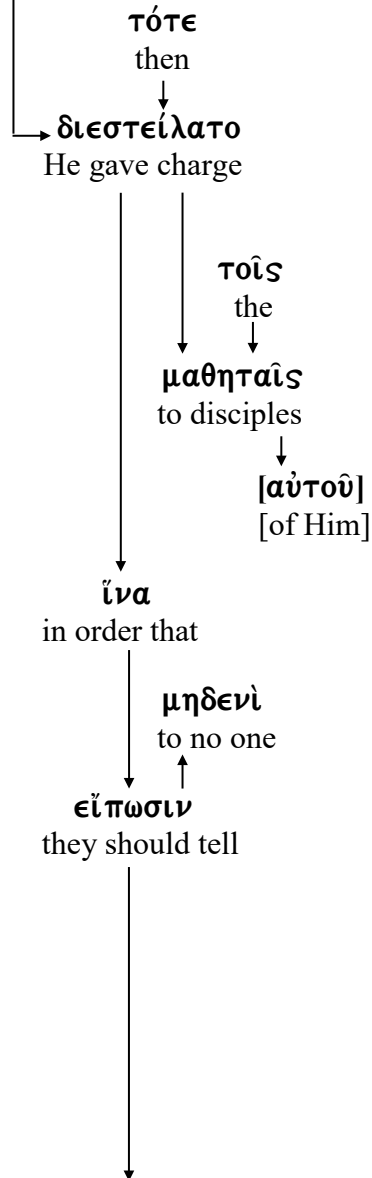 τότε
then
διεστείλατο
He gave charge
τοῖς
the
μαθηταῖς
to disciples
[αὐτοῦ]
[of Him]
ἵνα
in order that
μηδενὶ
to no one
εἴπωσιν
they should tell